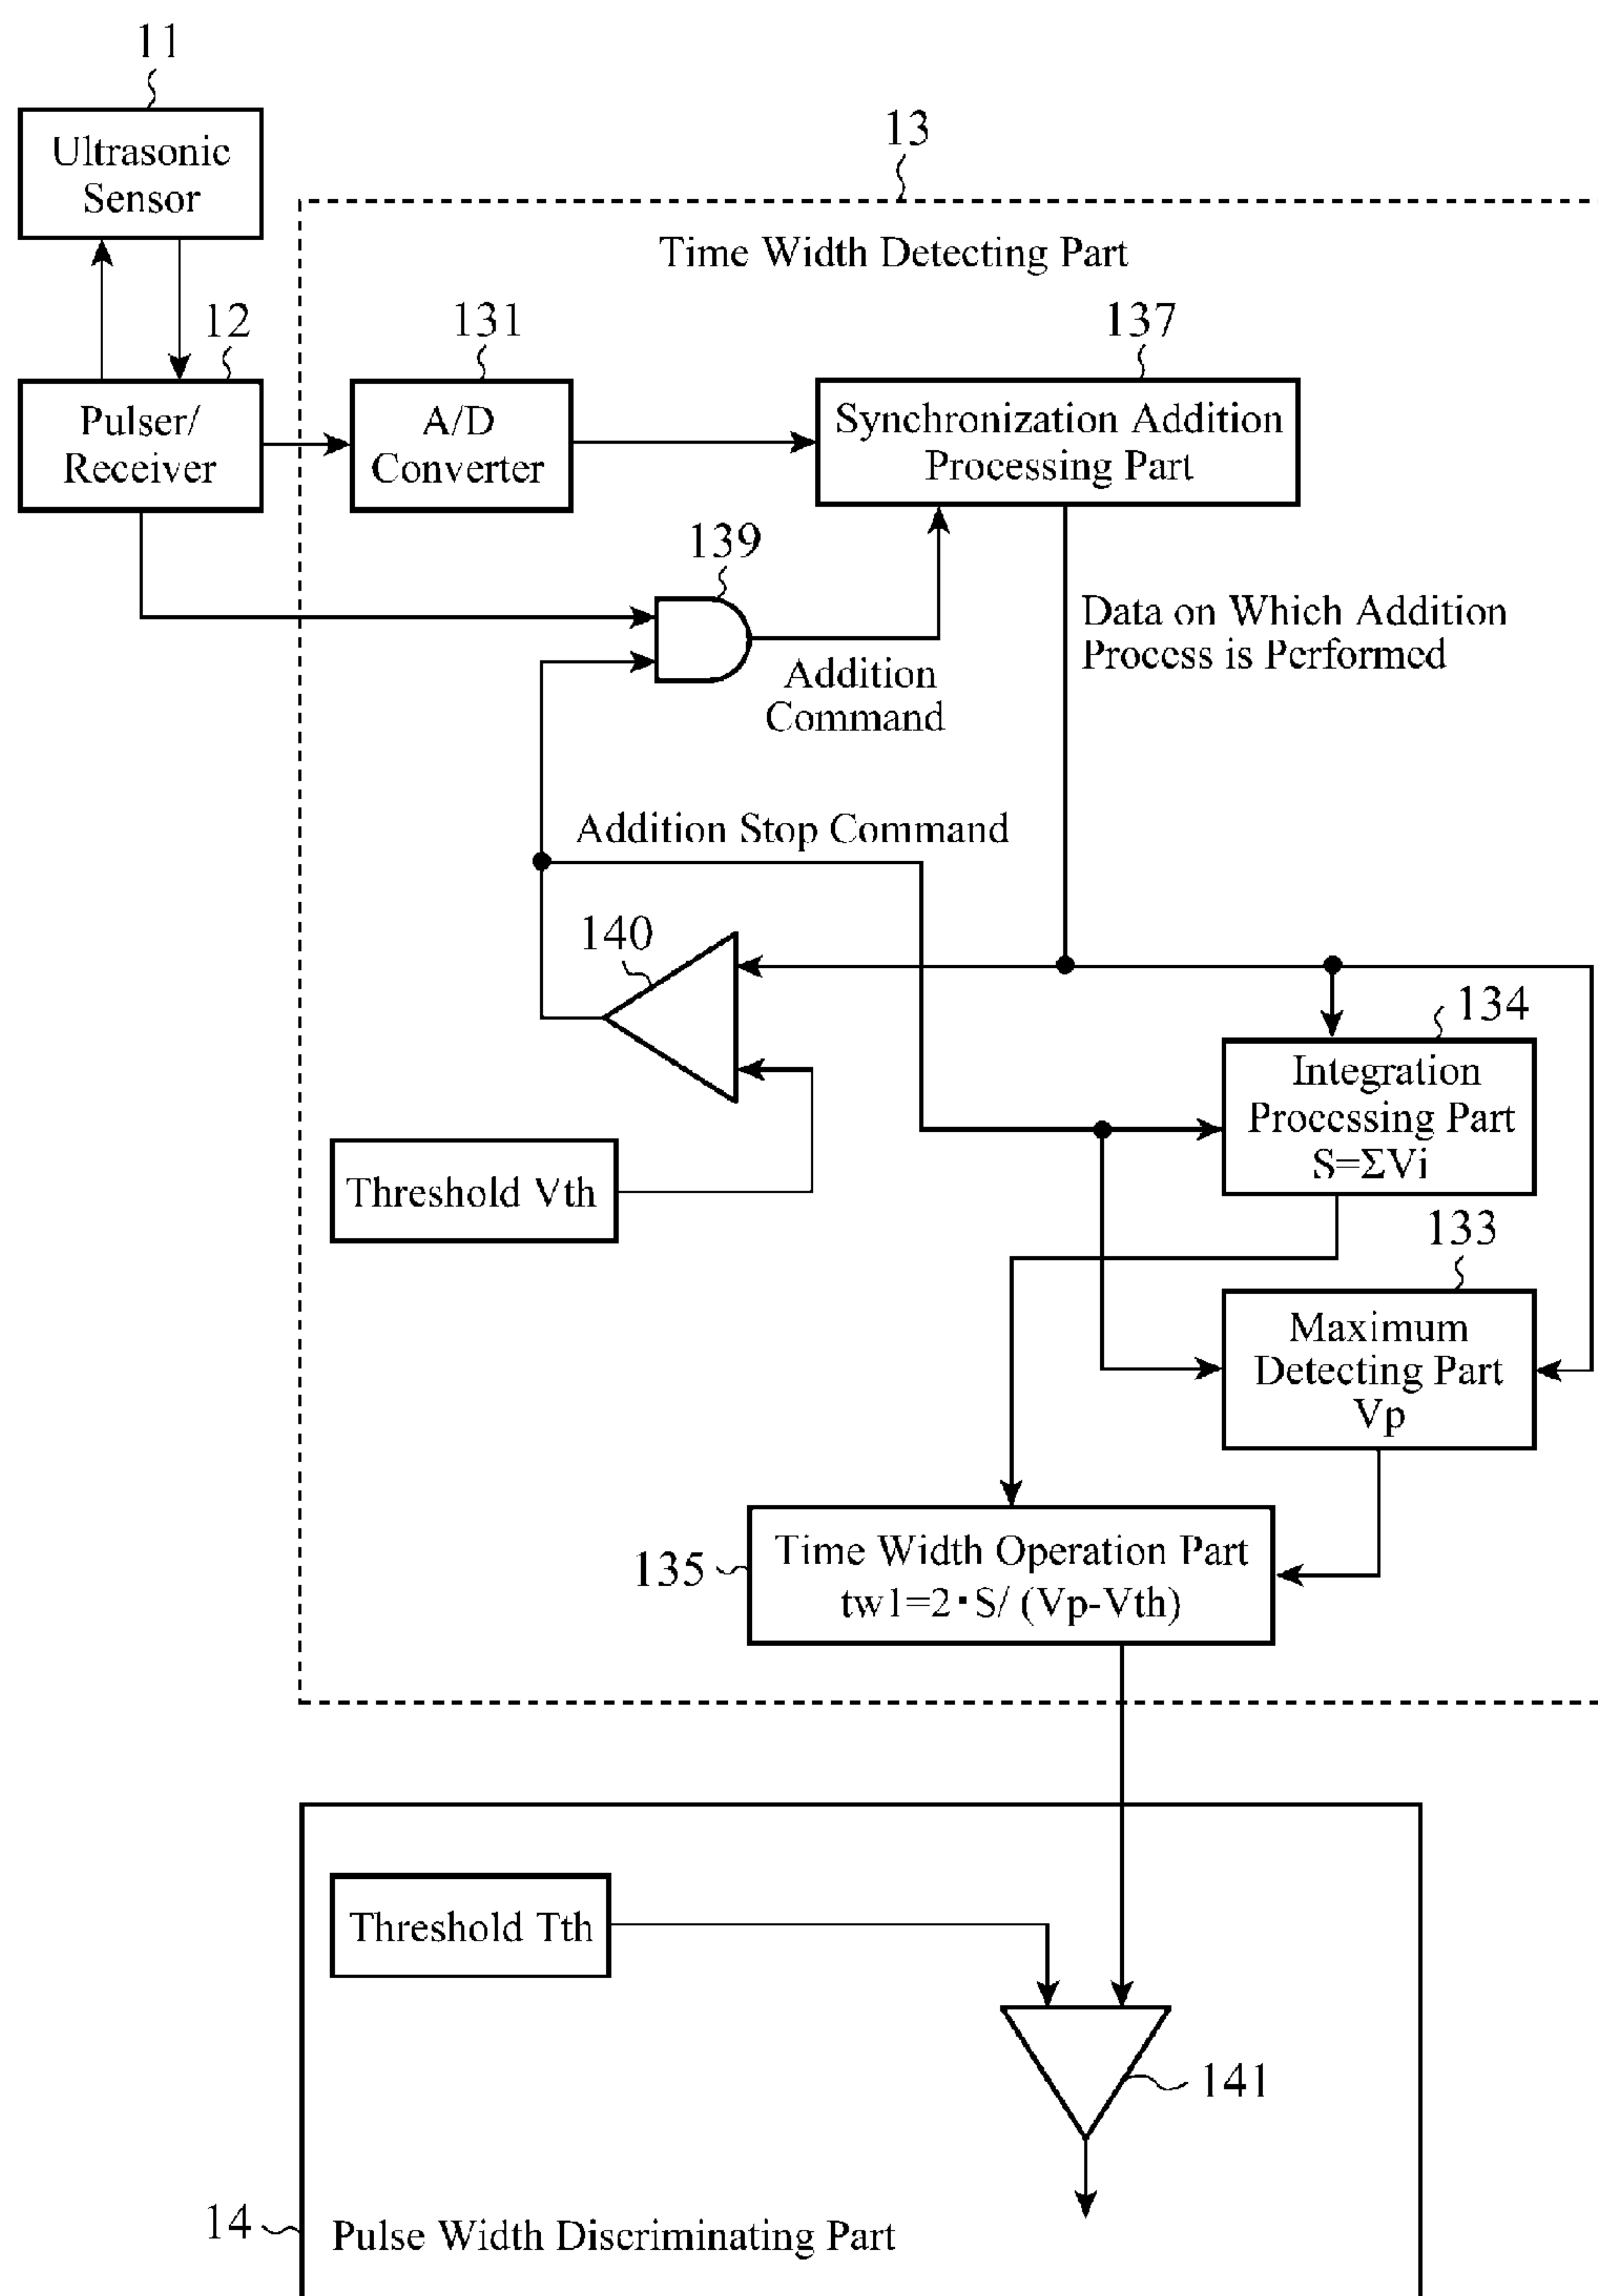 11
Ultrasonic
Sensor
13
Time Width Detecting Part
12
131
137
Pulser/
Receiver
A/D
Converter
Synchronization Addition
Processing Part
139
Data on Which Addition
Process is Performed
Addition
Command
Addition Stop Command
140
134
Integration
Processing Part
S=ΣVi
Threshold Vth
133
Maximum
Detecting Part
Vp
135
Time Width Operation Part
tw1=2・S/ (Vp-Vth)
Threshold Tth
141
14
Pulse Width Discriminating Part